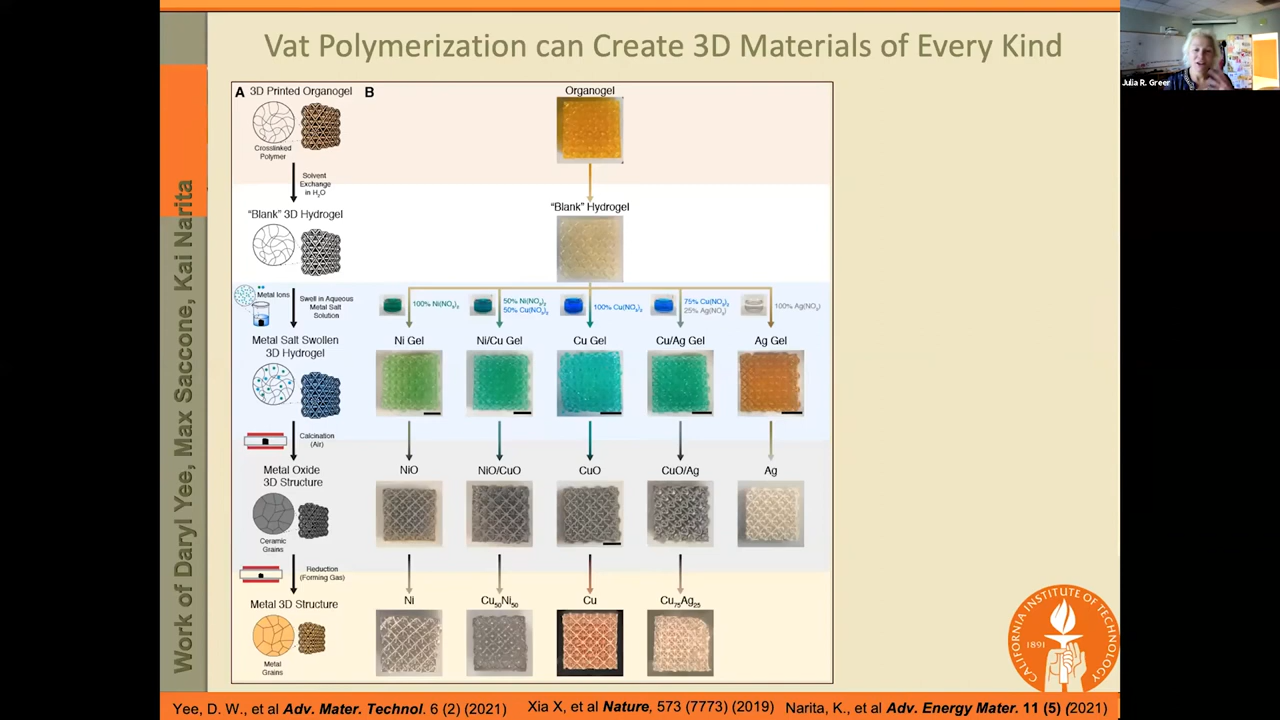 Vat Polymerization can Create 3D Materials of Every Kind
Julia R. Greer
Work of Daryl Yee, Max Saccone, Kai Narita
A
3D Printed Organogel
Crosslinked
Polymer
Solvent
Exchange
in H₂O
"Blank" 3D Hydrogel
Metal Ions
Swell in Aqueous
Metal Salt
Solution
Metal Salt Swollen
3D Hydrogel
Calcination
(Air)
Metal Oxide
3D Structure
Ceramic
Grains
Reduction
(Forming Gas)
Metal 3D Structure
Metal
Grains
B
Organogel
"Blank" Hydrogel
100% Ni(NO₃)₂
50% Ni(NO₃)₂
50% Cu(NO₃)₂
100% Cu(NO₃)₂
75% Cu(NO₃)₂
25% Ag(NO₃)
100% Ag(NO₃)
Ni Gel
Ni/Cu Gel
Cu Gel
Cu/Ag Gel
Ag Gel
NiO
NiO/CuO
CuO
CuO/Ag
Ag
Ni
Cu₅₀Ni₅₀
Cu
Cu₇₅Ag₂₅
CALIFORNIA INSTITUTE OF TECHNOLOGY
1891
Yee, D. W., et al Adv. Mater. Technol. 6 (2) (2021)
Xia X, et al Nature, 573 (7773) (2019)
Narita, K., et al Adv. Energy Mater. 11 (5) (2021)